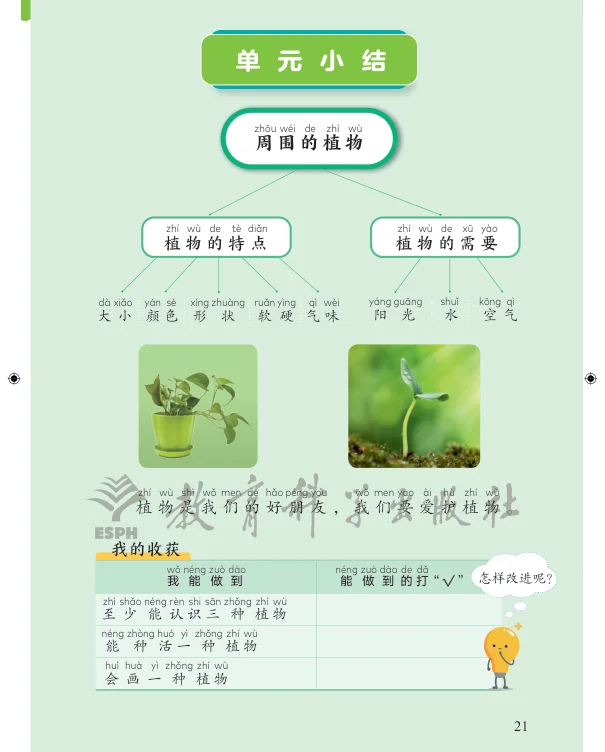 单元小结
zhōu wéi de zhí wù
周围的植物
zhí wù de tè diǎn
植物的特点
zhí wù de xū yào
植物的需要
dà xiǎo yán sè xíng zhuàng ruǎn yìng qì wèi
大小 颜色 形状 软硬 气味
yáng guāng shuǐ kōng qì
阳光 水 空气
zhí wù shì wǒ men de hǎo péng yǒu wǒ men yào ài hù zhí wù
植物是我们的好朋友，我们要爱护植物。
ESPH 教育科学出版社
我的收获
wǒ néng zuò dào
我能做到
néng zuò dào de dǎ
能做到的打“√”
怎样改进呢？
zhì shǎo néng rèn shi sān zhǒng zhí wù
至少能认识三种植物
néng zhòng huó yì zhǒng zhí wù
能种活一种植物
huì huà yì zhǒng zhí wù
会画一种植物
21